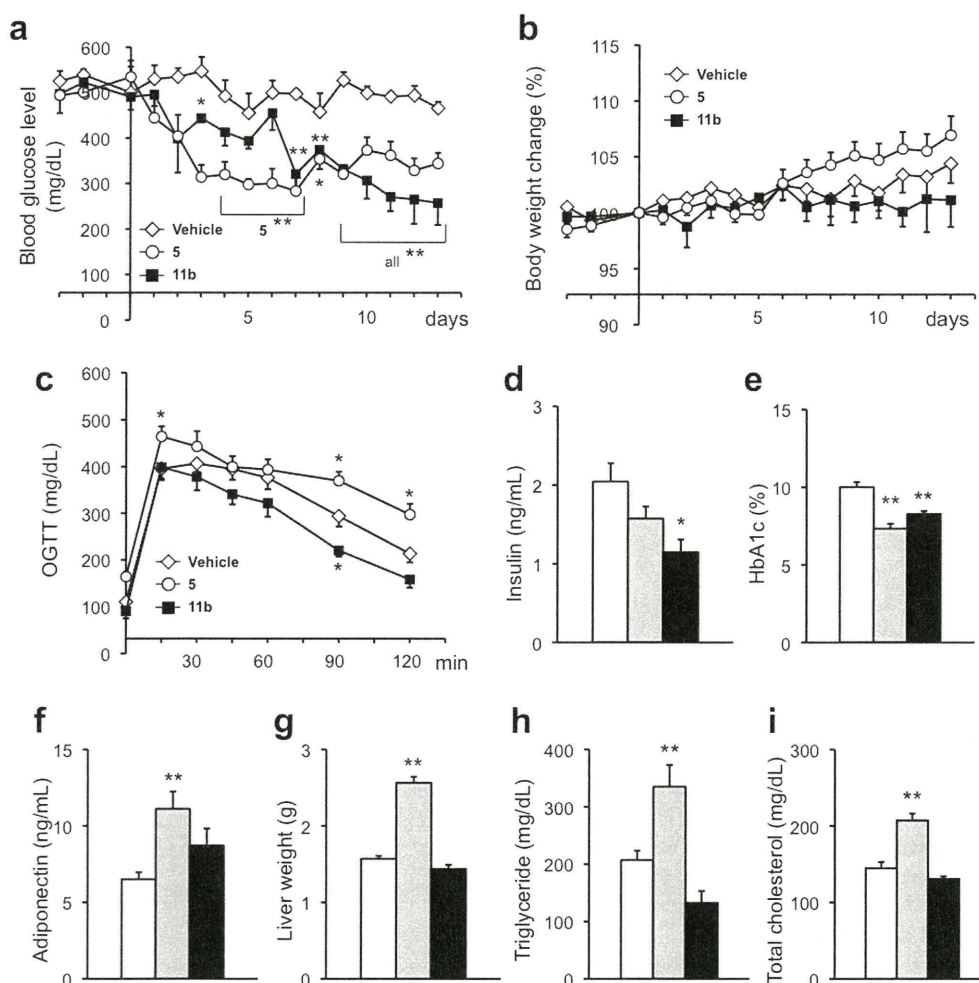 a
600
500
400
300
200
100
0
Blood glucose level
(mg/dL)
*
**
**
*
5 **
all **
Vehicle
5
11b
5
10
days
b
115
110
105
100
95
90
Body weight change (%)
Vehicle
5
11b
5
10
days
c
600
500
400
300
200
100
0
OGTT (mg/dL)
*
*
*
*
Vehicle
5
11b
30
60
90
120
min
d
3
2
1
0
Insulin (ng/mL)
*
e
15
10
5
0
HbA1c (%)
**
**
f
15
10
5
0
Adiponectin (ng/mL)
**
g
3
2
1
0
Liver weight (g)
**
h
400
300
200
100
0
Triglyceride (mg/dL)
**
i
300
200
100
0
Total cholesterol (mg/dL)
**